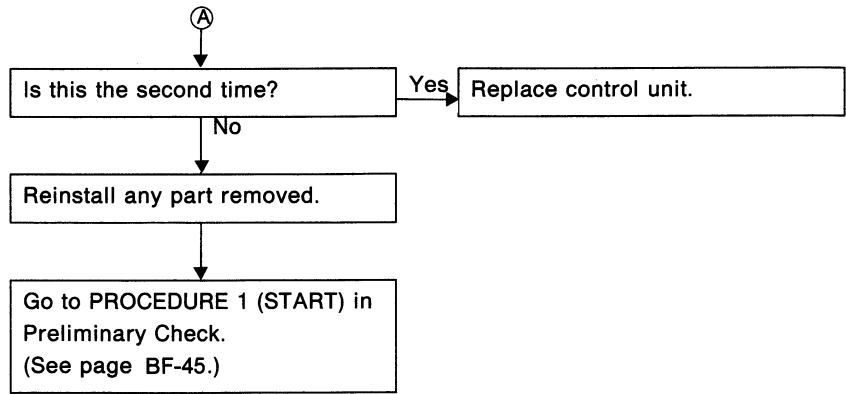 A
Is this the second time?
Yes
Replace control unit.
No
Reinstall any part removed.
Go to PROCEDURE 1 (START) in
Preliminary Check.
(See page BF-45.)